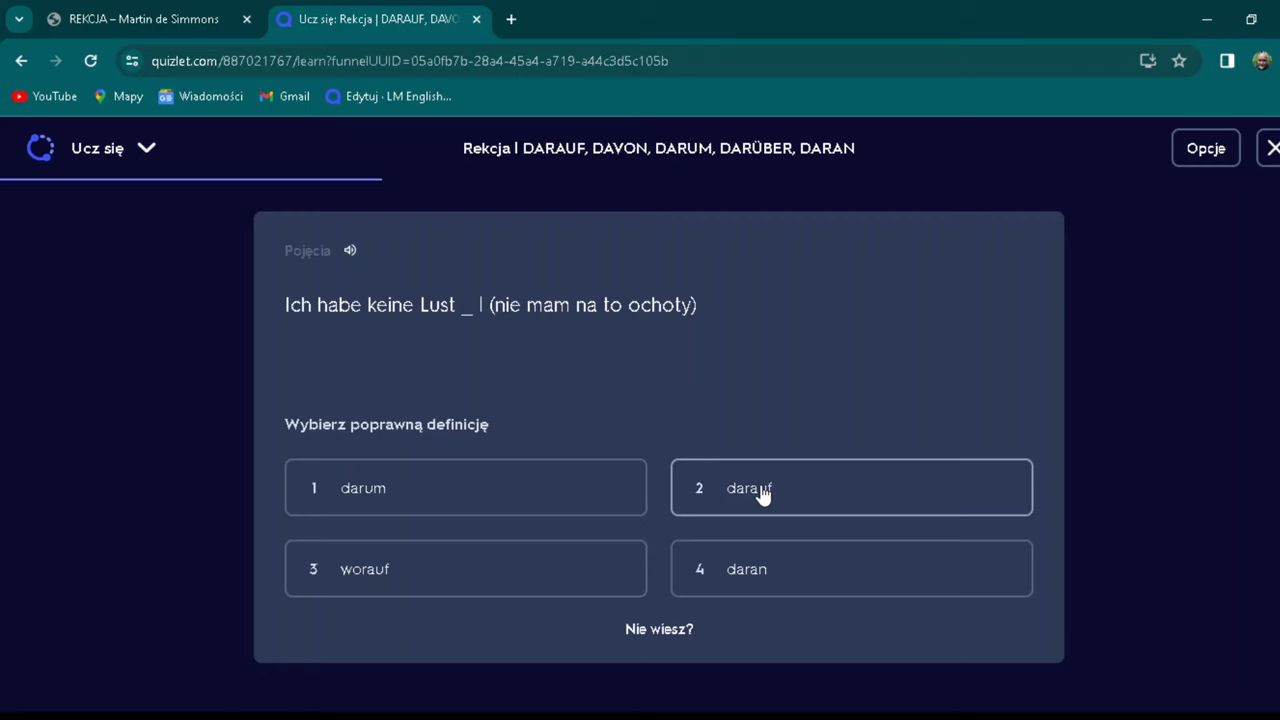 REKCJA – Martin de Simmons
Ucz się: Rekcja | DARAUF, DAVO
quizlet.com/887021767/learn?funnelUUID=05a0fb7b-28a4-45a4-a719-a44c3d5c105b
YouTube
Mapy
Wiadomości
Gmail
Edytuj · LM English...
Ucz się
Rekcja | DARAUF, DAVON, DARUM, DARÜBER, DARAN
Opcje
Pojęcia
Ich habe keine Lust _ | (nie mam na to ochoty)
Wybierz poprawną definicję
1 darum
2 darauf
3 worauf
4 daran
Nie wiesz?